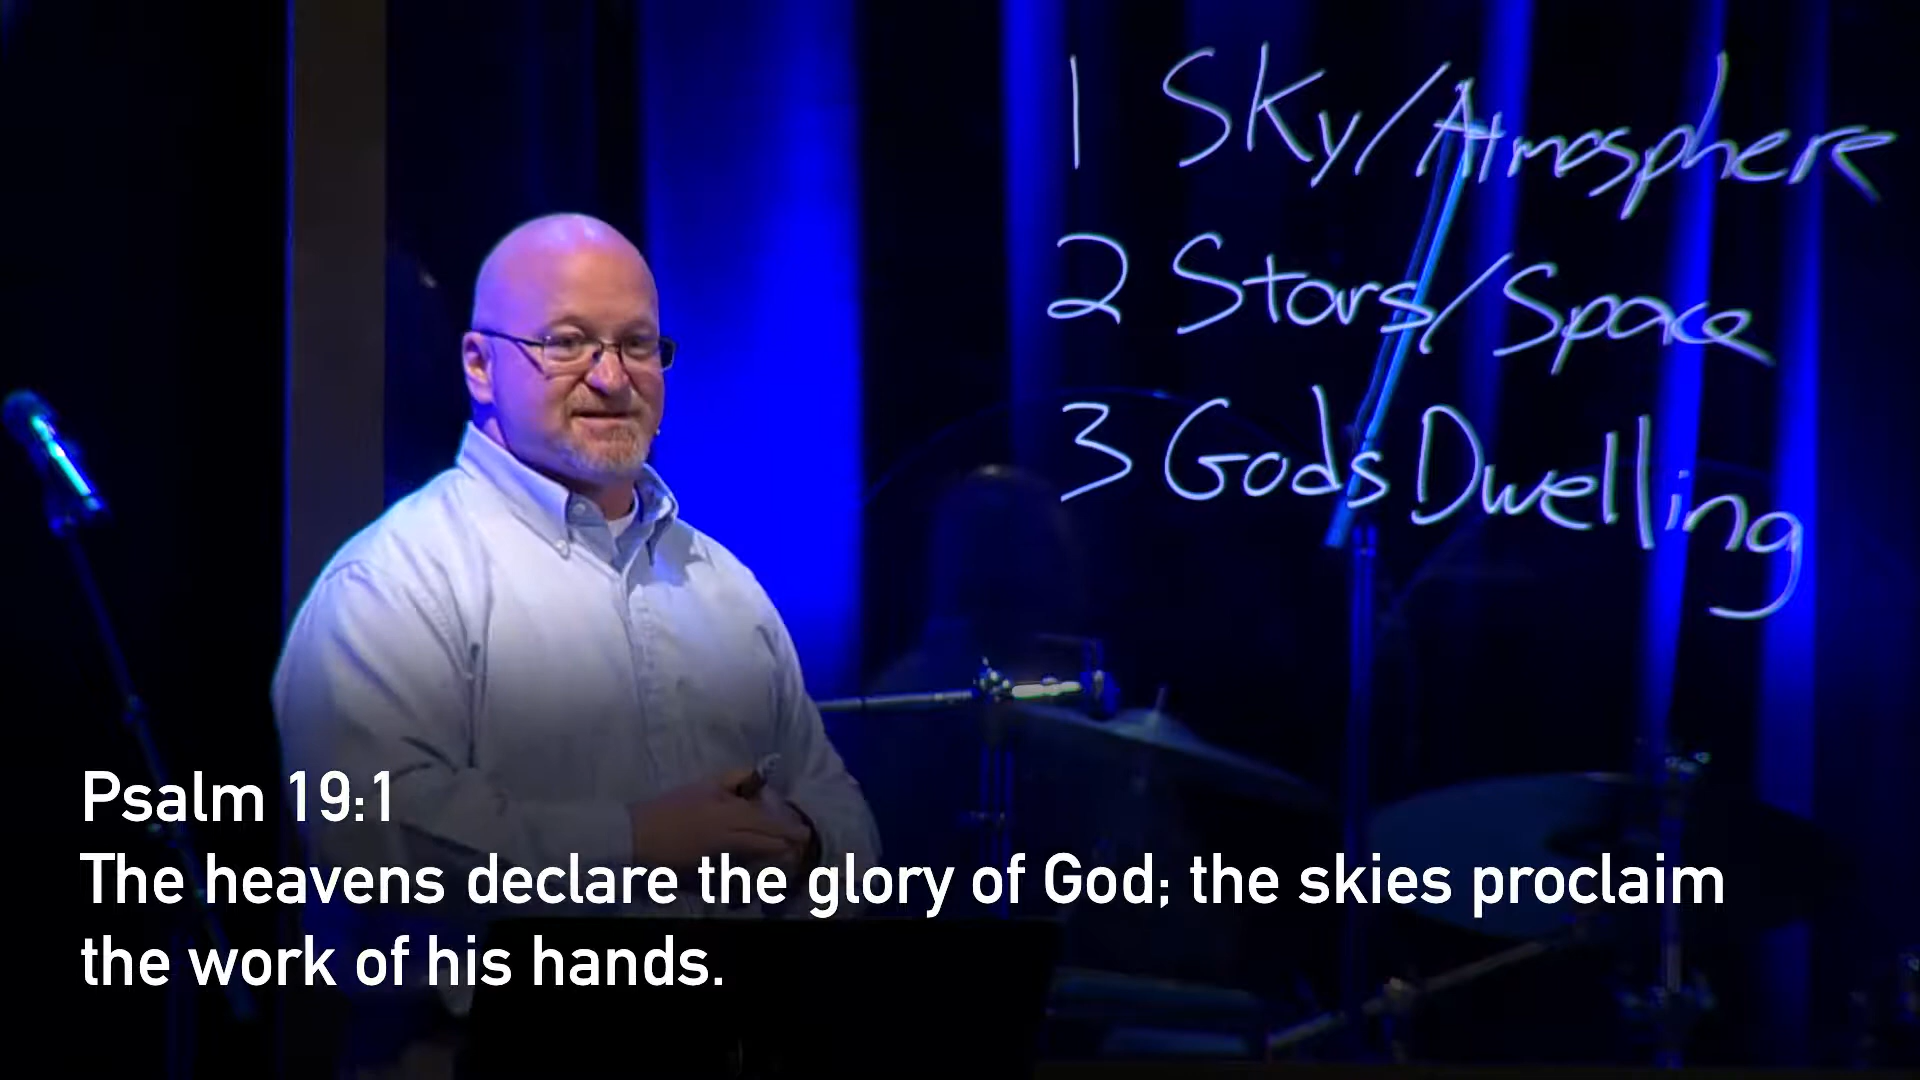 1 Sky/Atmosphere
2 Stars/Space
3 Gods Dwelling
Psalm 19:1
The heavens declare the glory of God; the skies proclaim
the work of his hands.